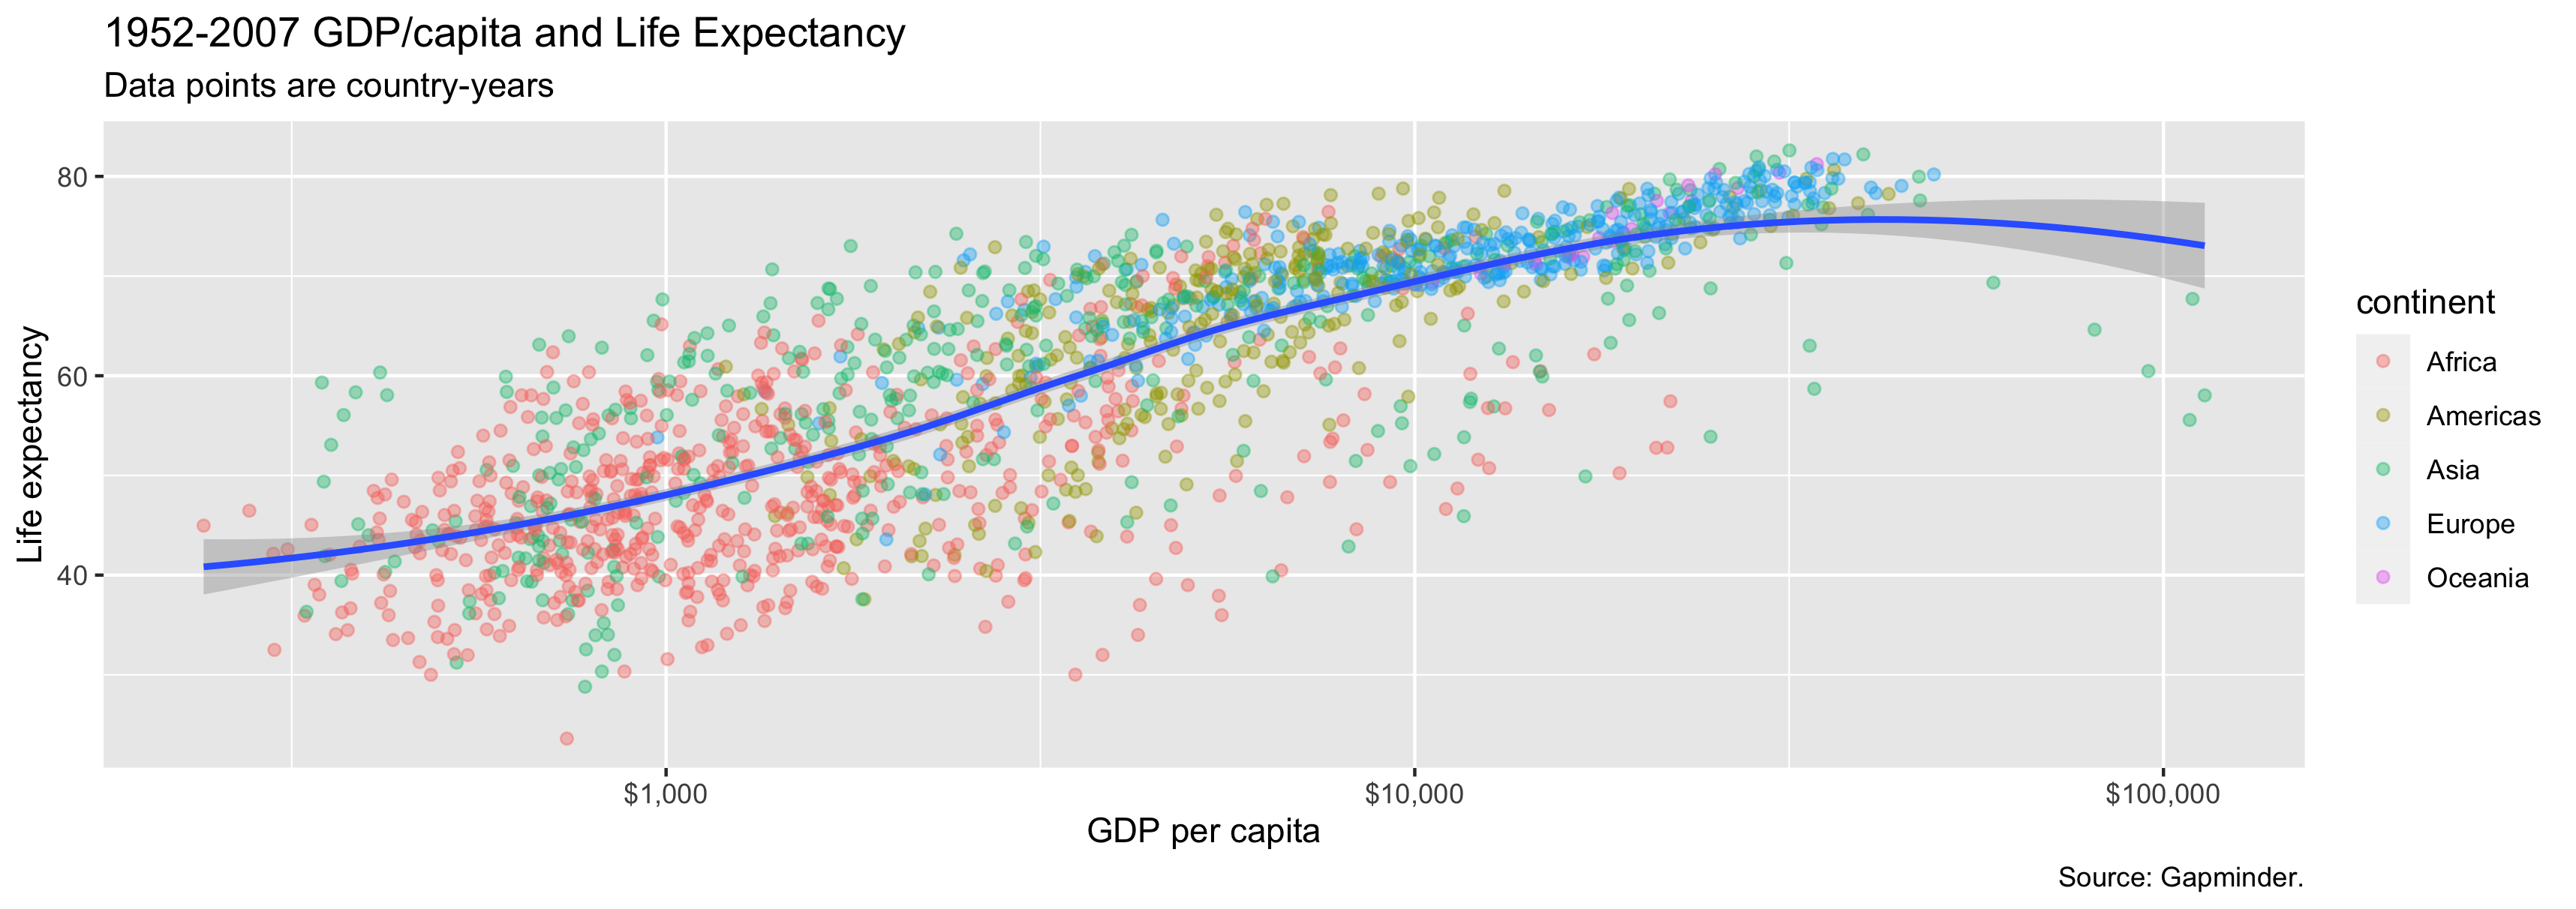 1952-2007 GDP/capita and Life Expectancy
Data points are country-years
Life expectancy
80
60
40
$1,000
$10,000
$100,000
GDP per capita
continent
Africa
Americas
Asia
Europe
Oceania
Source: Gapminder.